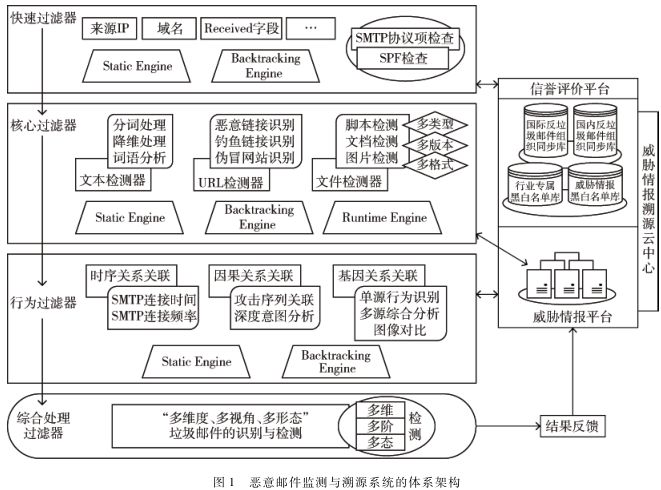 快速过滤器
来源IP
域名
Received字段
…
Static Engine
Backtracking
Engine
SMTP协议项检查
SPF检查
核心过滤器
分词处理
降维处理
词语分析
文本检测器
恶意链接识别
钓鱼链接识别
伪冒网站识别
URL检测器
脚本检测
文档检测
图片检测
文件检测器
多类型
多版本
多格式
Static Engine
Backtracking
Engine
Runtime Engine
行为过滤器
时序关系关联
SMTP连接时间
SMTP连接频率
因果关系关联
攻击序列关联
深度意图分析
基因关系关联
单源行为识别
多源综合分析
图像对比
Static Engine
Backtracking
Engine
综合处理
过滤器
“多维度、多视角、多形态”
垃圾邮件的识别与检测
多维
多阶
多态
检测
结果反馈
信誉评价平台
国际反垃
圾邮件组
织同步库
国内反垃
圾邮件组
织同步库
行业专属
黑白名单库
威胁情报
黑白名单库
威胁情报平台
威胁情报溯源云中心
图 1 恶意邮件监测与溯源系统的体系架构